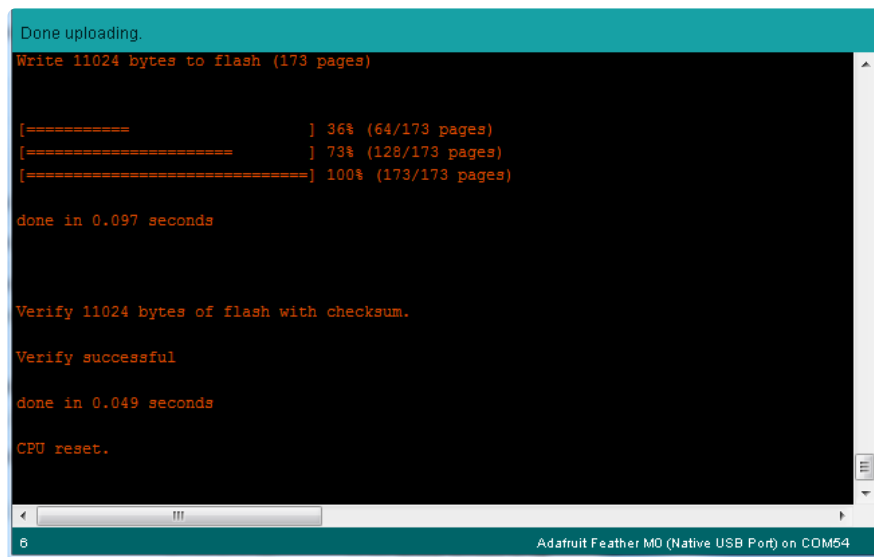 Done uploading.
Write 11024 bytes to flash (173 pages)
[===========                   ] 36% (64/173 pages)
[======================        ] 73% (128/173 pages)
[==============================] 100% (173/173 pages)
done in 0.097 seconds
Verify 11024 bytes of flash with checksum.
Verify successful
done in 0.049 seconds
CPU reset.
6 Adafruit Feather M0 (Native USB Port) on COM54